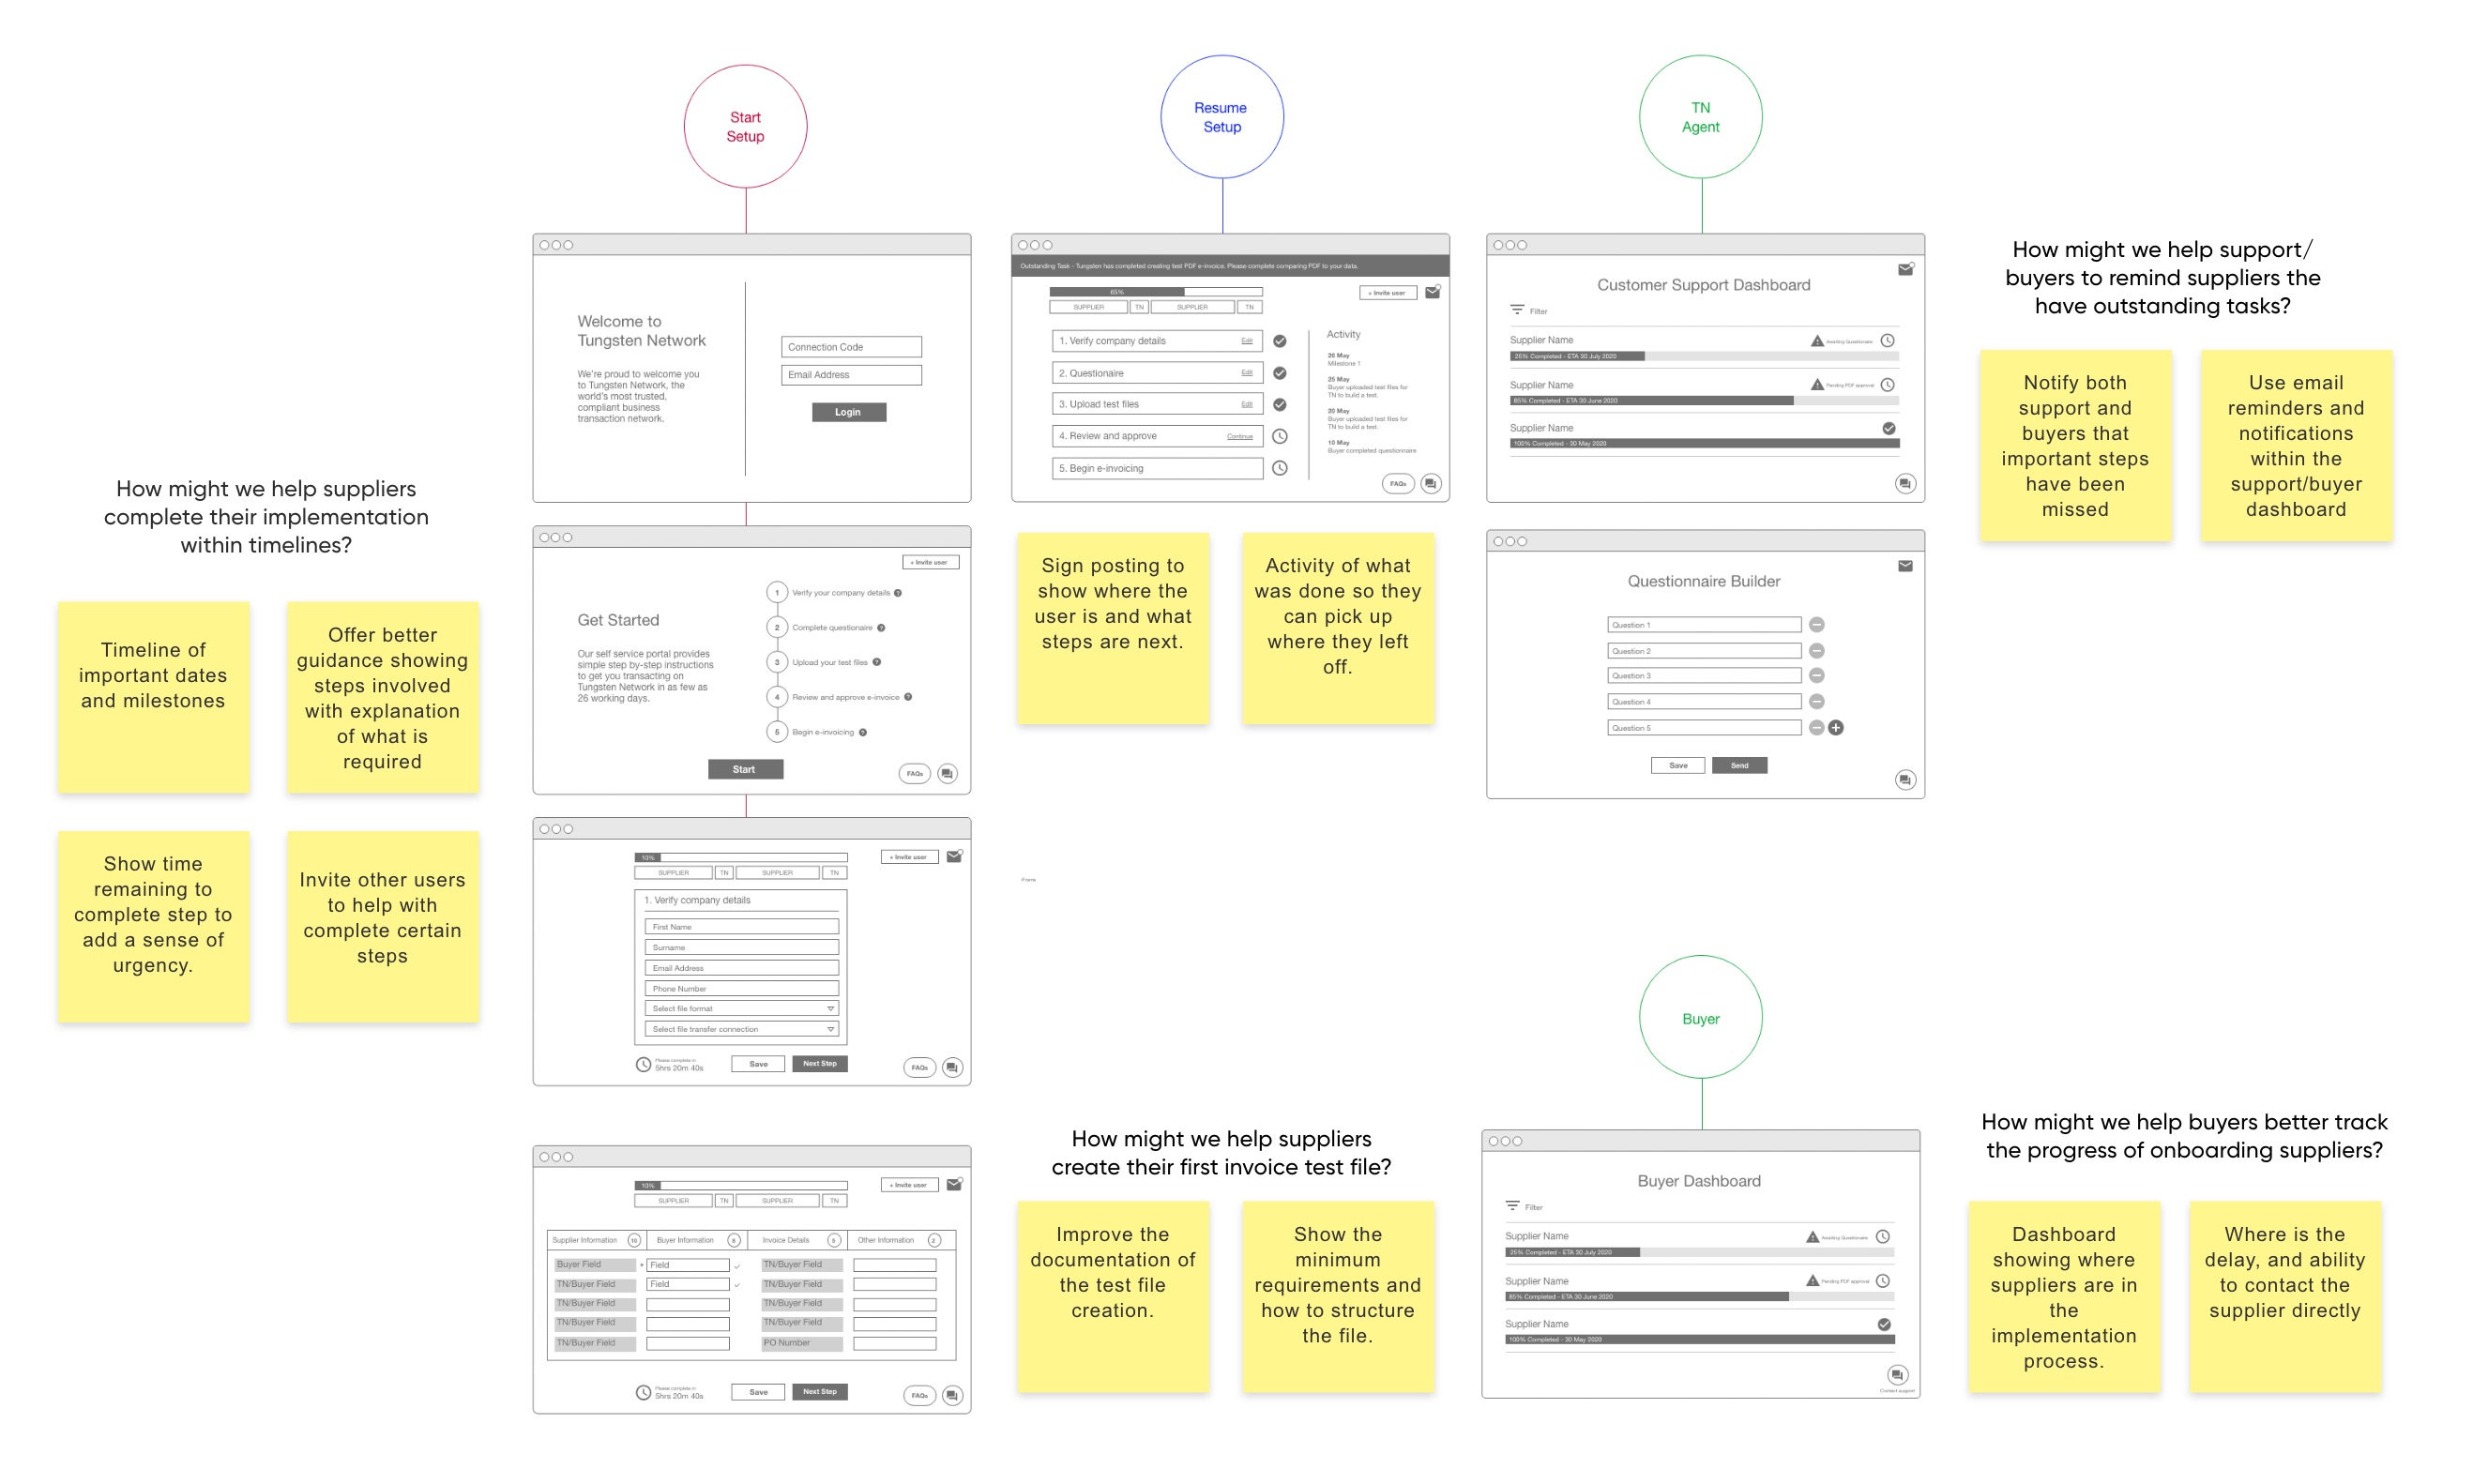 Start
Setup
Resume
Setup
TN
Agent
Welcome to
Tungsten Network
We're proud to welcome you
to Tungsten Network, the
world's most trusted,
compliant business
transaction network.
Connection Code
Email Address
Login
Outstanding Task - Tungsten has completed creating test PDF e-invoice. Please complete comparing PDF to your data.
65%
SUPPLIER TN SUPPLIER TN
+ Invite user
1. Verify company details Edit
2. Questionaire Edit
3. Upload test files Edit
4. Review and approve Continue
5. Begin e-invoicing
Activity
30 May
Milestone 1
25 May
Buyer uploaded test files for
TN to build a test.
20 May
Buyer uploaded test files for
TN to build a test.
10 May
Buyer completed questionnaire
FAQs
Customer Support Dashboard
Filter
Supplier Name Awaiting Questionnaire
25% Completed - ETA 30 July 2020
Supplier Name Pending PDF approval
85% Completed - ETA 30 June 2020
Supplier Name
100% Completed - 30 May 2020
How might we help support/
buyers to remind suppliers the
have outstanding tasks?
Notify both
support and
buyers that
important steps
have been
missed
Use email
reminders and
notifications
within the
support/buyer
dashboard
How might we help suppliers
complete their implementation
within timelines?
Timeline of
important dates
and milestones
Offer better
guidance showing
steps involved
with explanation
of what is
required
Show time
remaining to
complete step to
add a sense of
urgency.
Invite other users
to help with
complete certain
steps
+ Invite user
Get Started
Our self service portal provides
simple step by-step instructions
to get you transacting on
Tungsten Network in as few as
26 working days.
1 Verify your company details ?
2 Complete questionaire ?
3 Upload your test files ?
4 Review and approve e-invoice ?
5 Begin e-invoicing ?
Start
FAQs
Sign posting to
show where the
user is and what
steps are next.
Activity of what
was done so they
can pick up
where they left
off.
Questionnaire Builder
Question 1
Question 2
Question 3
Question 4
Question 5
Save Send
10%
SUPPLIER TN SUPPLIER TN
+ Invite user
1. Verify company details
First Name
Surname
Email Address
Phone Number
Select file format
Select file transfer connection
Please complete in
5hrs 20m 40s
Save Next Step
FAQs
iFrame
Buyer
10%
SUPPLIER TN SUPPLIER TN
+ Invite user
Supplier Information 10 Buyer Information 8 Invoice Details 5 Other Information 2
Buyer Field * Field TN/Buyer Field
TN/Buyer Field Field TN/Buyer Field
TN/Buyer Field TN/Buyer Field
TN/Buyer Field TN/Buyer Field
TN/Buyer Field PO Number
Please complete in
5hrs 20m 40s
Save Next Step
FAQs
How might we help suppliers
create their first invoice test file?
Improve the
documentation of
the test file
creation.
Show the
minimum
requirements and
how to structure
the file.
Buyer Dashboard
Filter
Supplier Name Awaiting Questionnaire
25% Completed - ETA 30 July 2020
Supplier Name Pending PDF approval
85% Completed - ETA 30 June 2020
Supplier Name
100% Completed - 30 May 2020
Contact support
How might we help buyers better track
the progress of onboarding suppliers?
Dashboard
showing where
suppliers are in
the
implementation
process.
Where is the
delay, and ability
to contact the
supplier directly